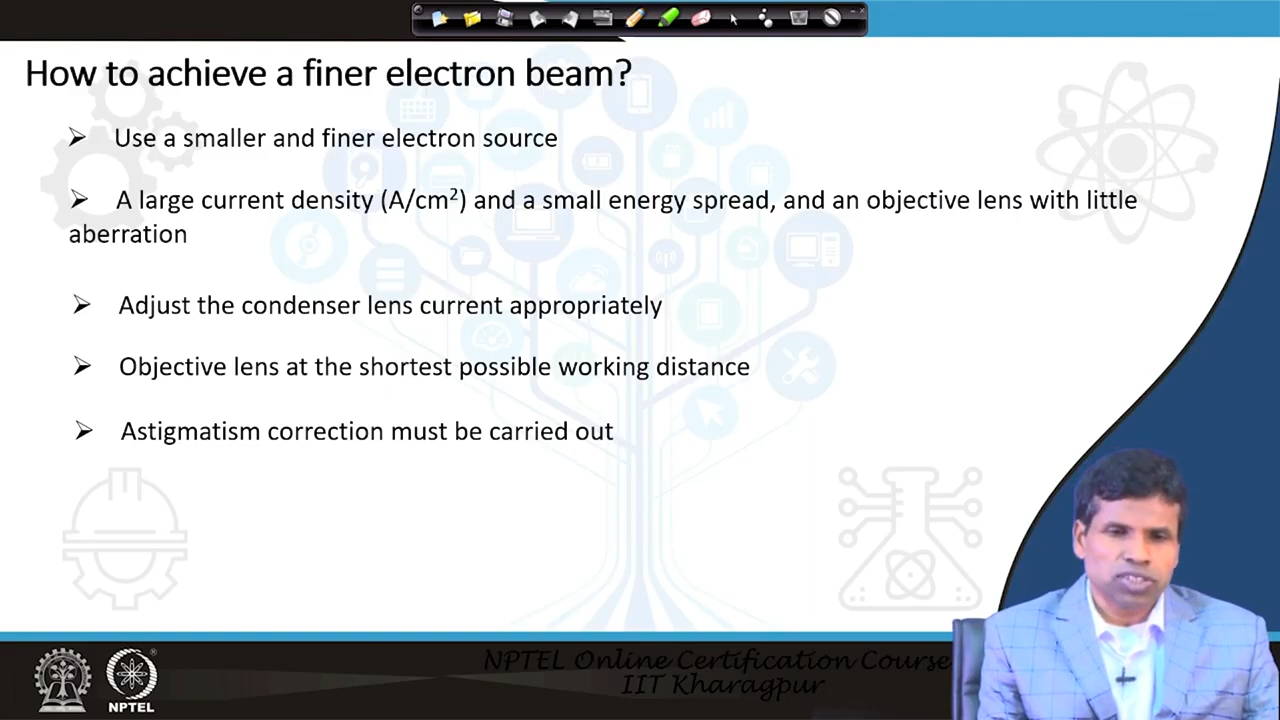 How to achieve a finer electron beam?
➢ Use a smaller and finer electron source
➢ A large current density (A/cm²) and a small energy spread, and an objective lens with little
aberration
➢ Adjust the condenser lens current appropriately
➢ Objective lens at the shortest possible working distance
➢ Astigmatism correction must be carried out
NPTEL Online Certification Course
IIT Kharagpur
NPTEL